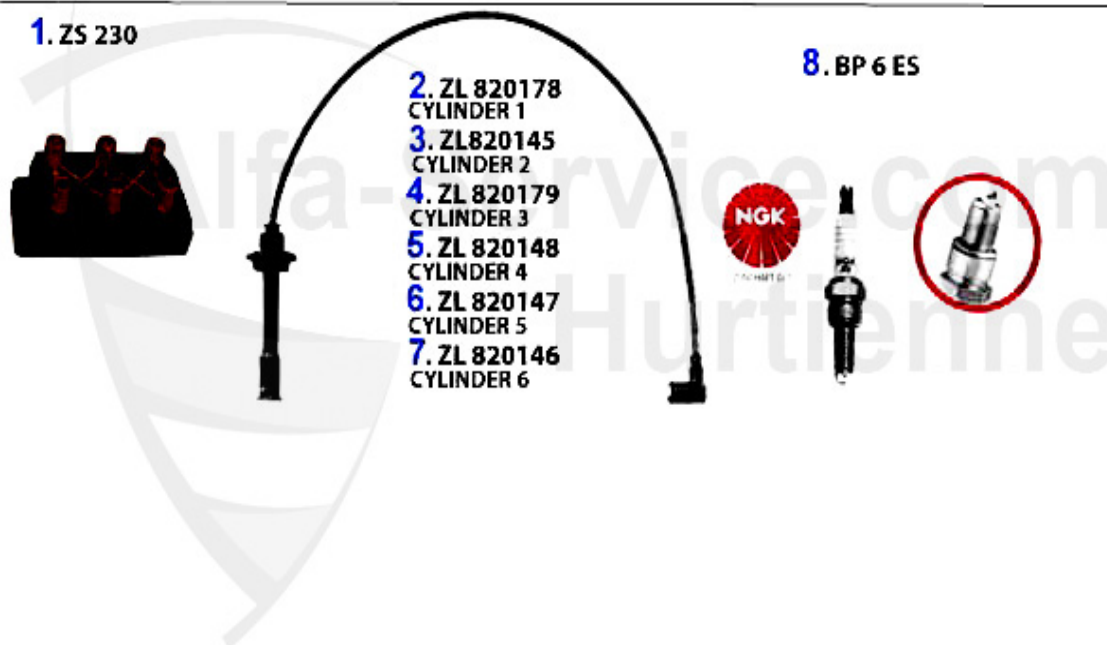 1. ZS 230
2. ZL 820178
CYLINDER 1
3. ZL820145
CYLINDER 2
4. ZL 820179
CYLINDER 3
5. ZL 820148
CYLINDER 4
6. ZL 820147
CYLINDER 5
7. ZL 820146
CYLINDER 6
8. BP 6 ES
NGK
NGK
Alfa-Service.com
Hurtienne